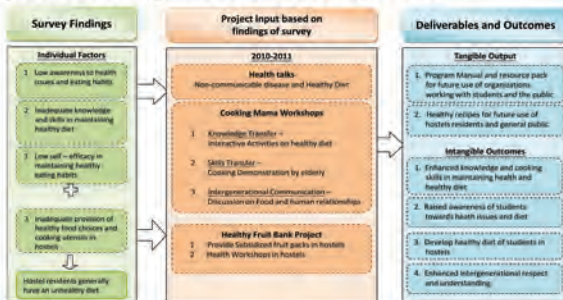 Survey Findings
Individual Factors
1 Low awareness to health
issues and eating habits
2 Inadequate knowledge
and skills in maintaining
healthy diet
3 Low self – efficacy in
maintaining healthy
eating habits
3 Inadequate provision of
healthy food choices and
cooking utensils in
hostels
Hostel residents generally
have an unhealthy diet
Project input based on
findings of survey
2010-2011
Health talks
Non-communicable disease and Healthy Diet
Cooking Mama Workshops
1 Knowledge Transfer –
Interactive Activities on healthy diet
2 Skills Transfer –
Cooking Demonstration by elderly
3 Intergenerational Communication –
Discussion on Food and human relationships
Healthy Fruit Bank Project
1 Provide Subsidized fruit packs in hostels
2 Health Workshops in hostels
Deliverables and Outcomes
Tangible Output
1. Program Manual and resource pack
for future use of organizations
working with students and the public
2. Healthy recipes for future use of
hostels residents and general public
Intangible Outcomes
1. Enhanced knowledge and cooking
skills in maintaining health and
healthy diet
2. Raised awareness of students
towards heath issues and diet
3. Develop healthy diet of students in
hostels
4. Enhanced intergenerational respect
and understanding